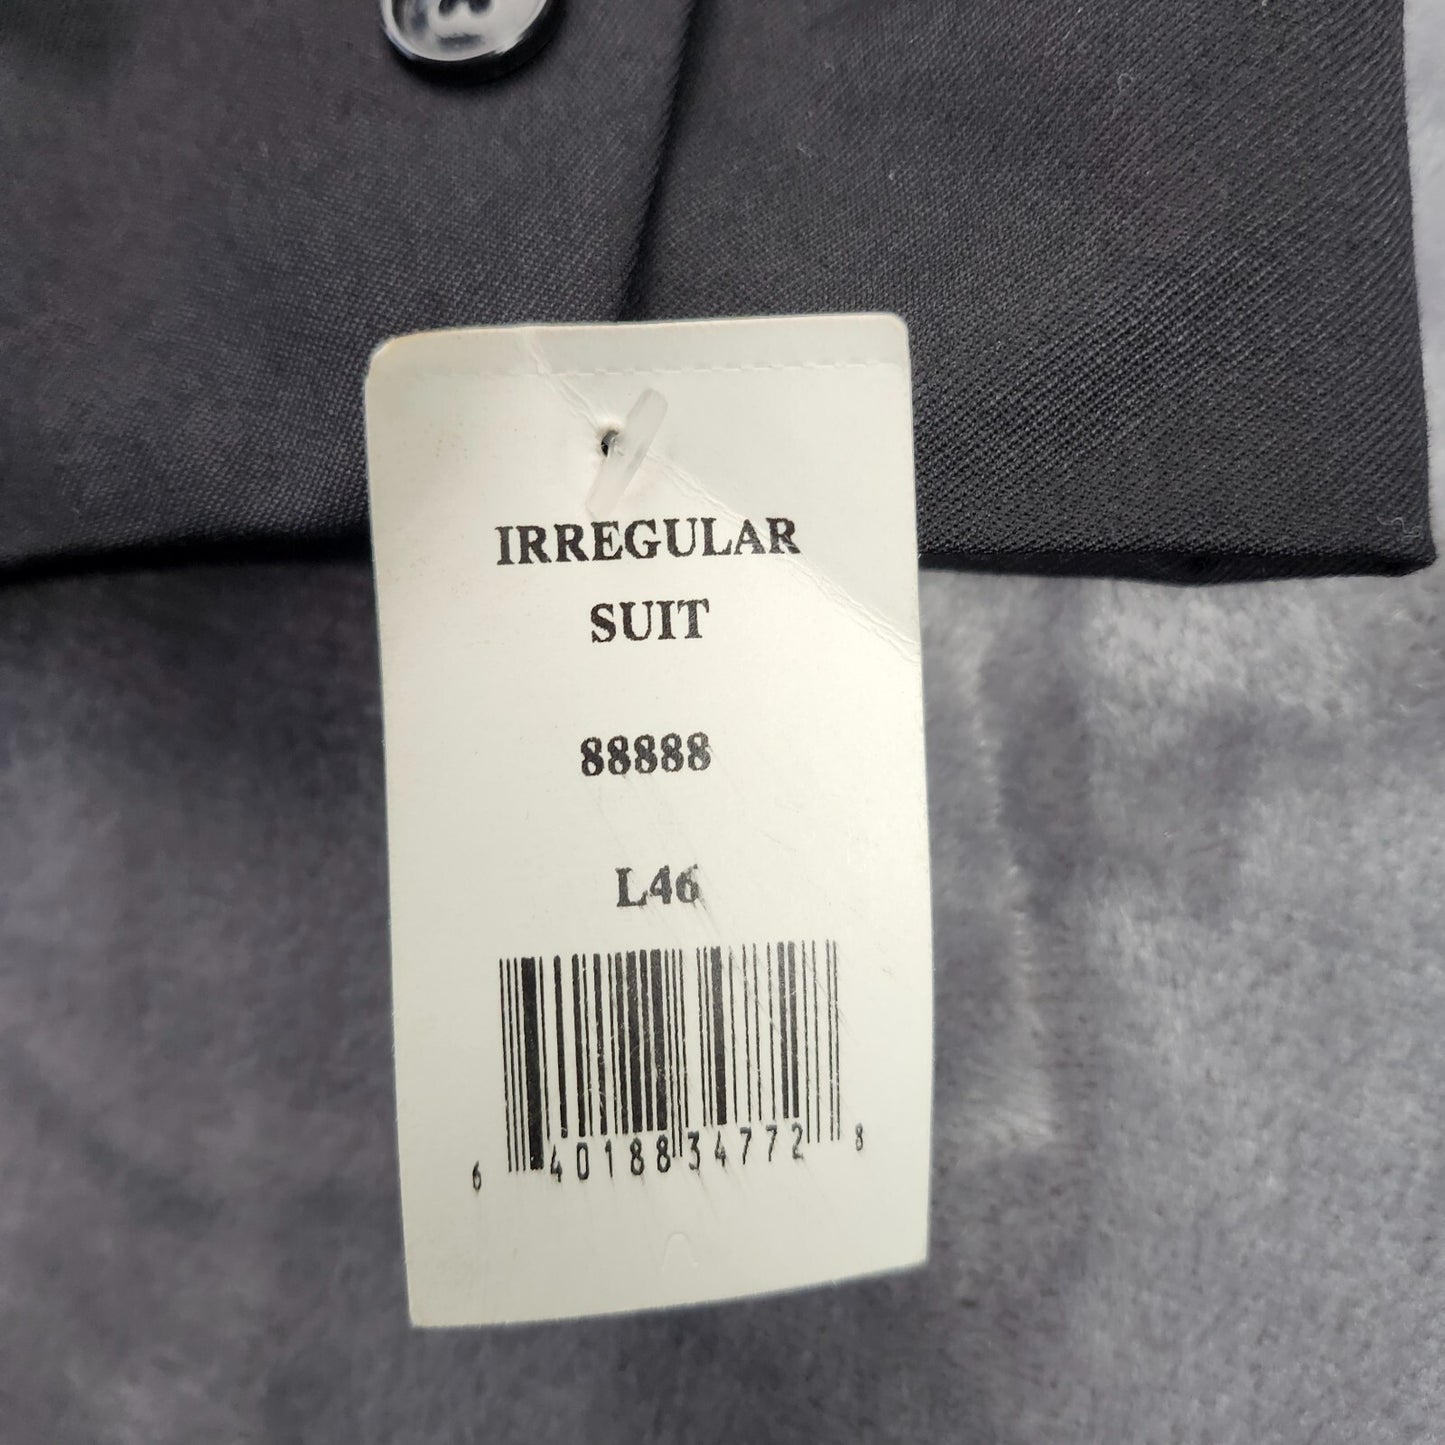 IRREGULAR
SUIT
88888
L46
6 40188 34772 8